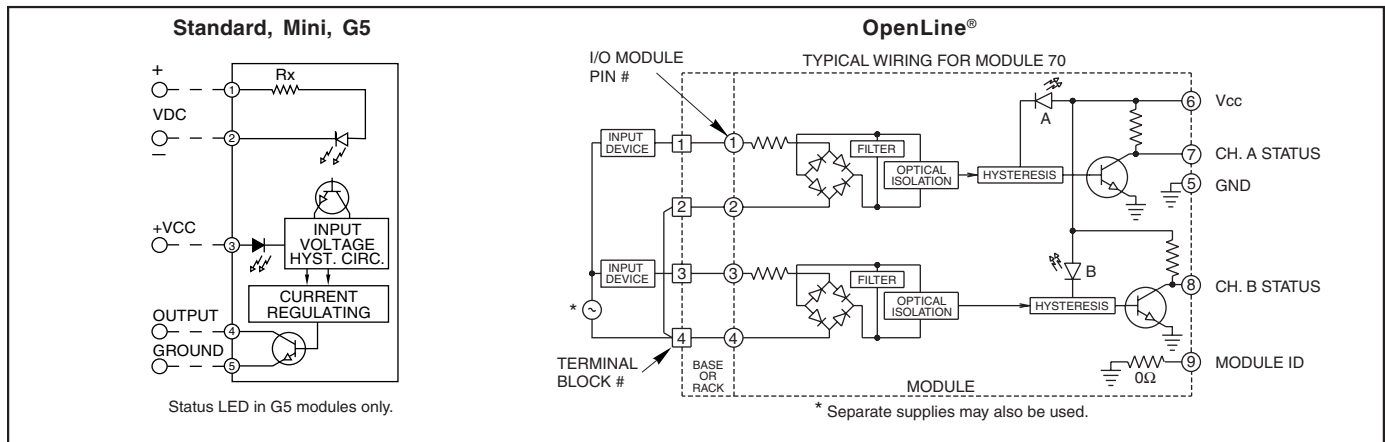 Standard, Mini, G5
+
VDC
–
Rx
1
2
+VCC
3
INPUT
VOLTAGE
HYST. CIRC.
CURRENT
REGULATING
OUTPUT
4
GROUND
5
Status LED in G5 modules only.
OpenLine®
I/O MODULE
PIN #
TYPICAL WIRING FOR MODULE 70
A
6 Vcc
INPUT
DEVICE
1
1
FILTER
OPTICAL
ISOLATION
HYSTERESIS
7 CH. A STATUS
5 GND
2
2
INPUT
DEVICE
3
3
FILTER
OPTICAL
ISOLATION
B
HYSTERESIS
8 CH. B STATUS
* ~
4
4
TERMINAL
BLOCK #
BASE
OR
RACK
MODULE
0Ω
9 MODULE ID
* Separate supplies may also be used.